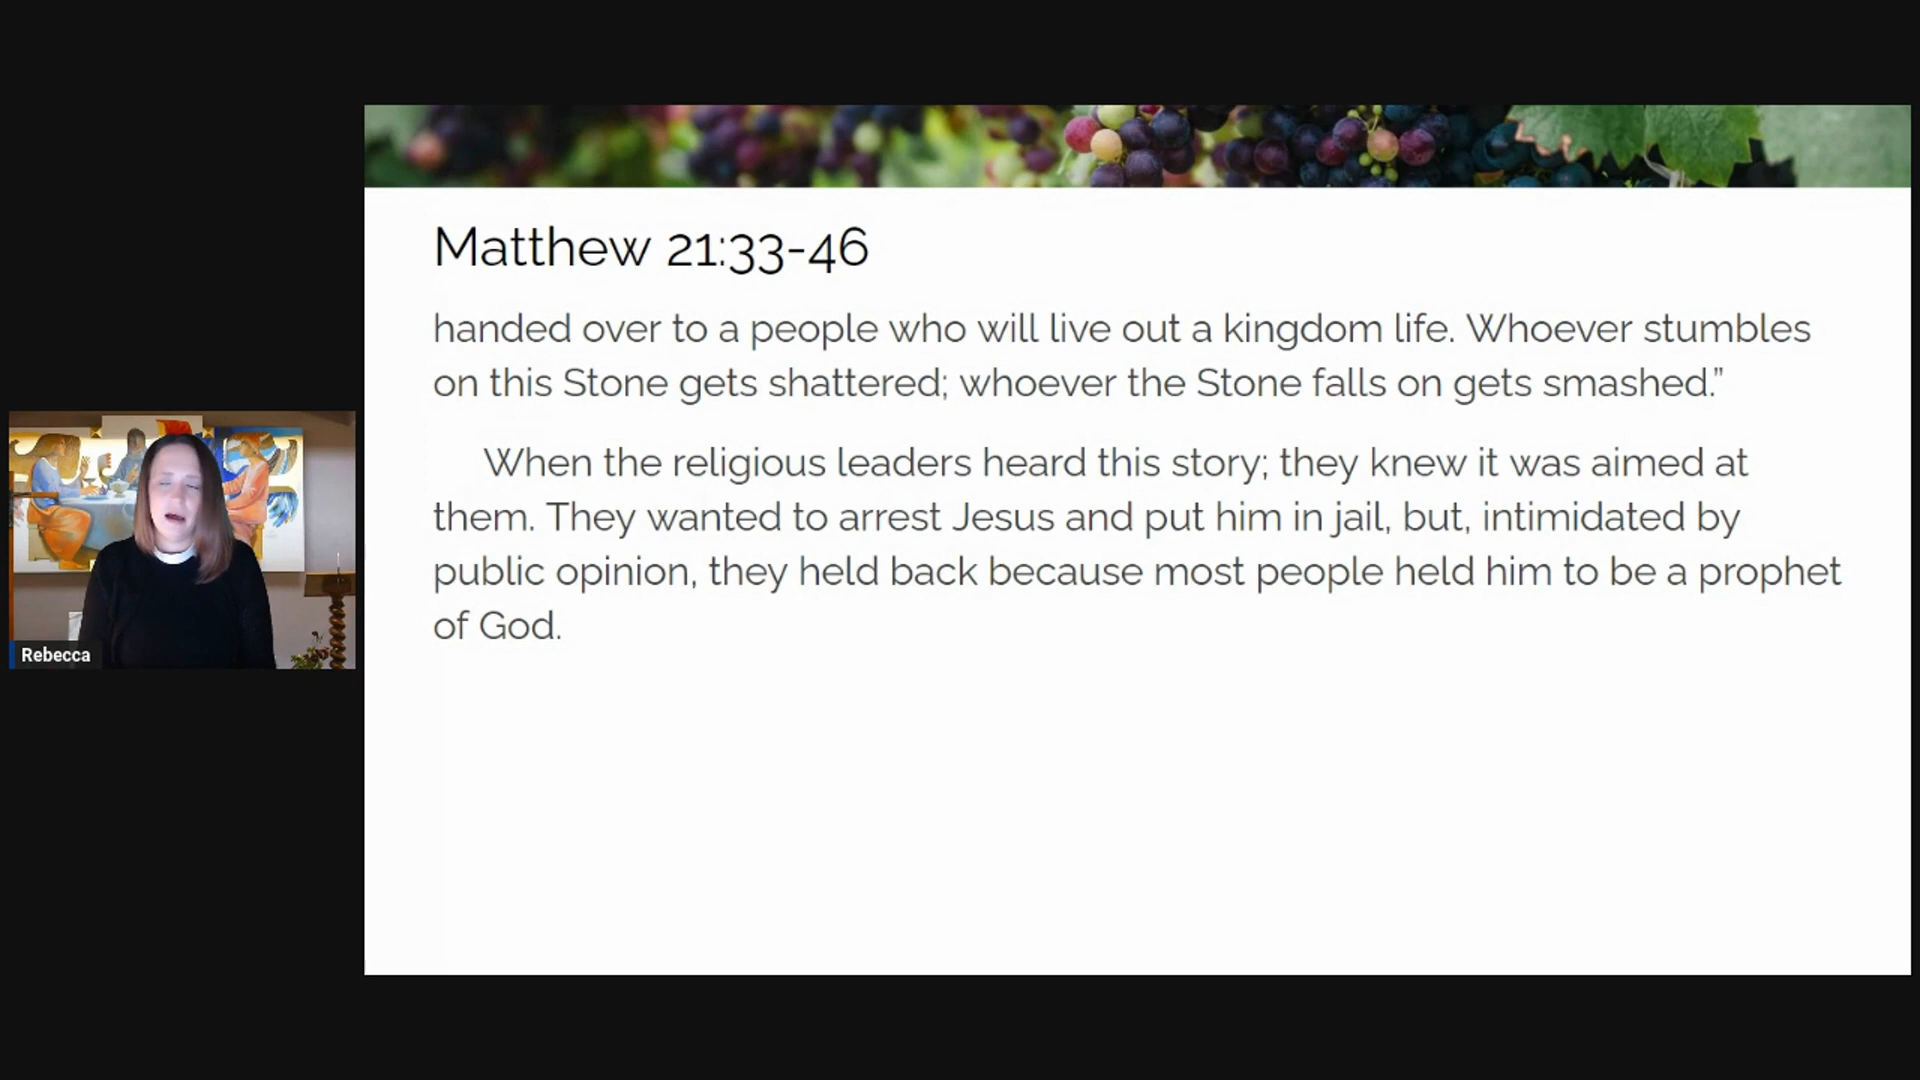 Matthew 21:33-46
handed over to a people who will live out a kingdom life. Whoever stumbles
on this Stone gets shattered; whoever the Stone falls on gets smashed.”
When the religious leaders heard this story; they knew it was aimed at
them. They wanted to arrest Jesus and put him in jail, but, intimidated by
public opinion, they held back because most people held him to be a prophet
of God.
Rebecca